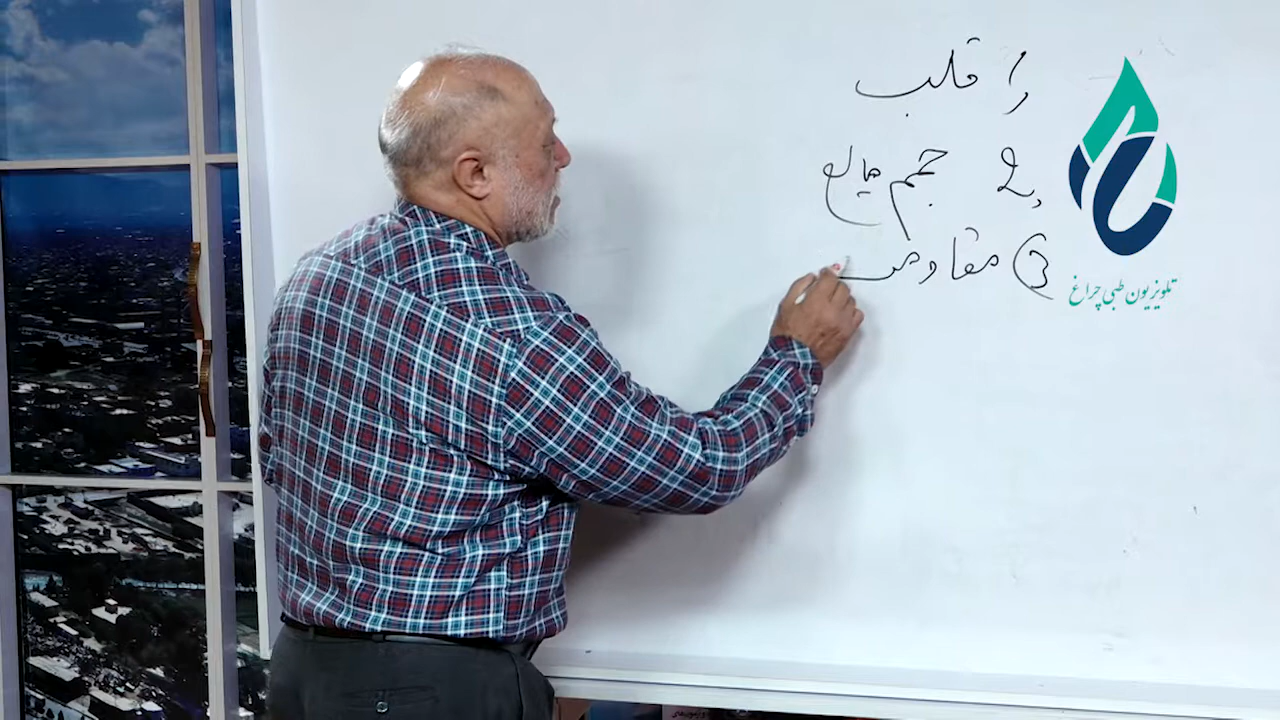 ۱) قلب
۲) حجم مایع
۳) مقاومت
تلویزیون طبی چراغ